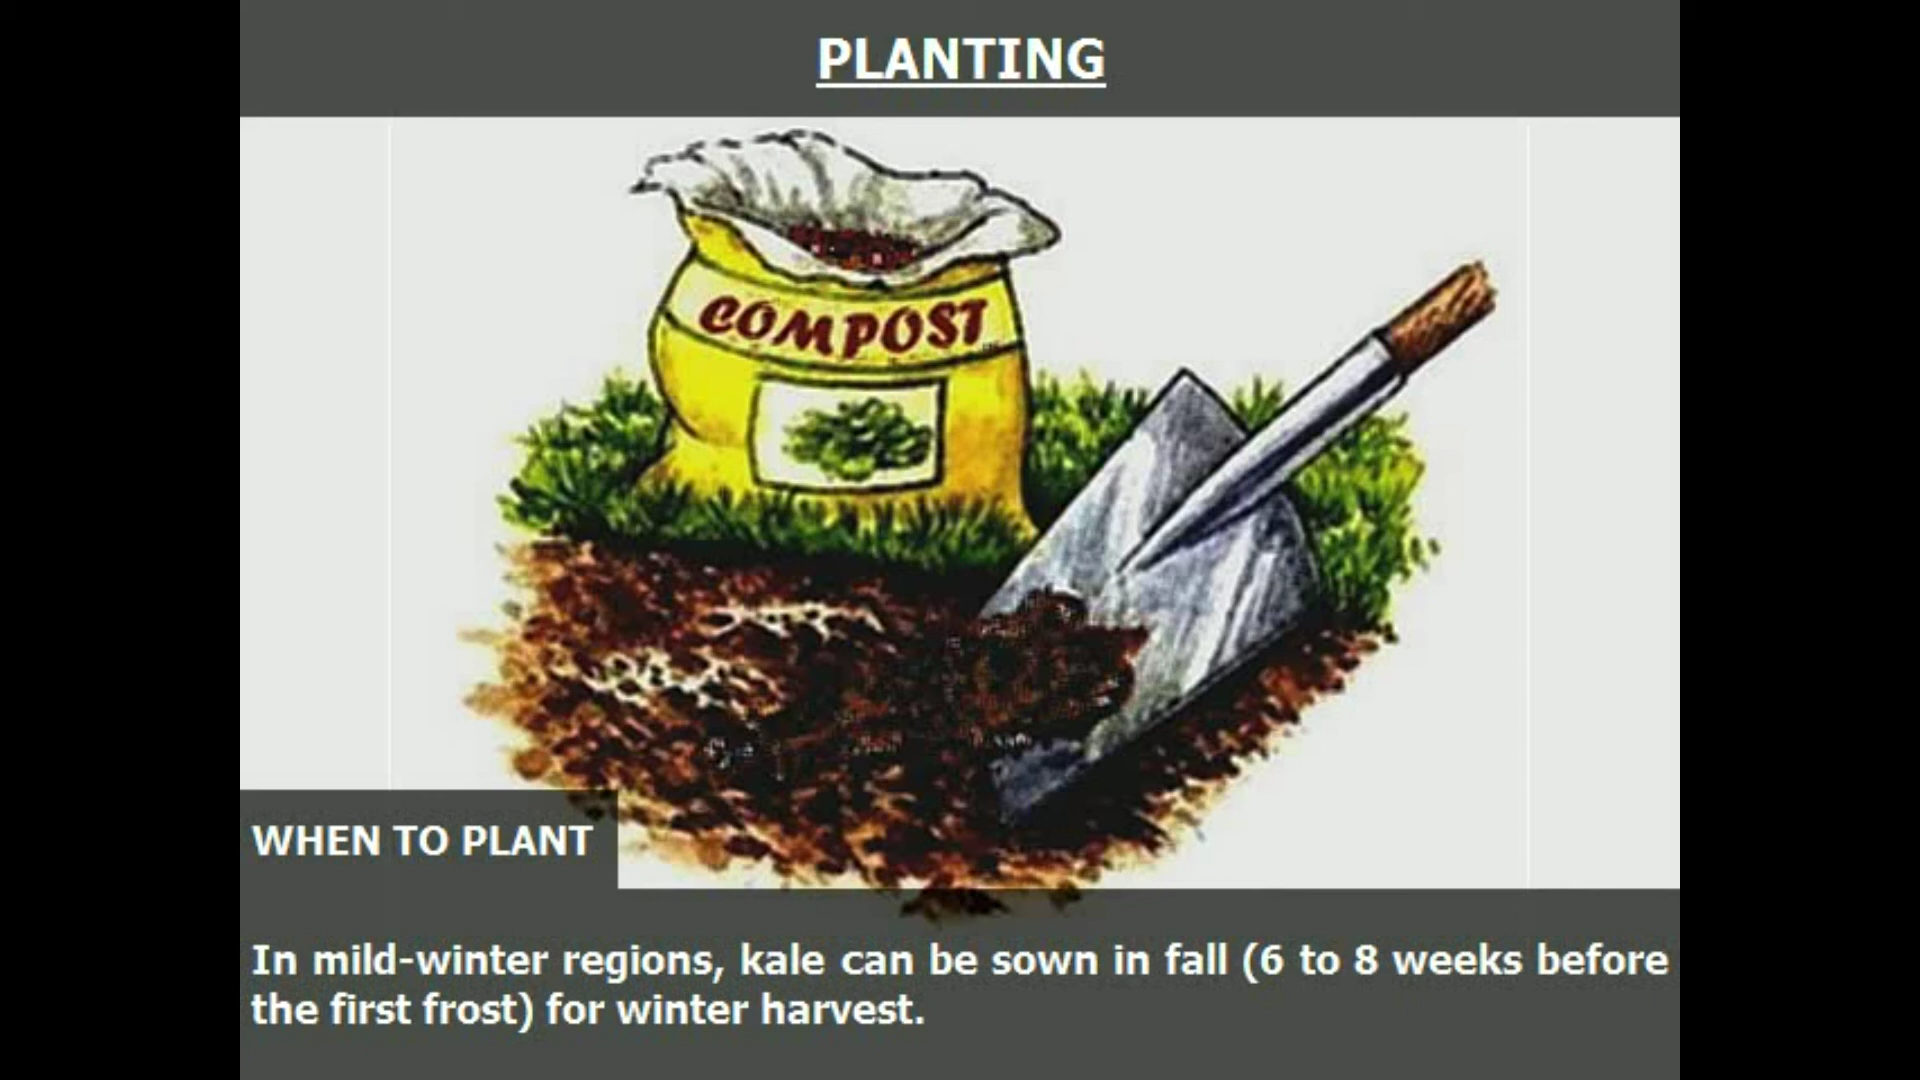 PLANTING
COMPOST
WHEN TO PLANT
In mild-winter regions, kale can be sown in fall (6 to 8 weeks before
the first frost) for winter harvest.